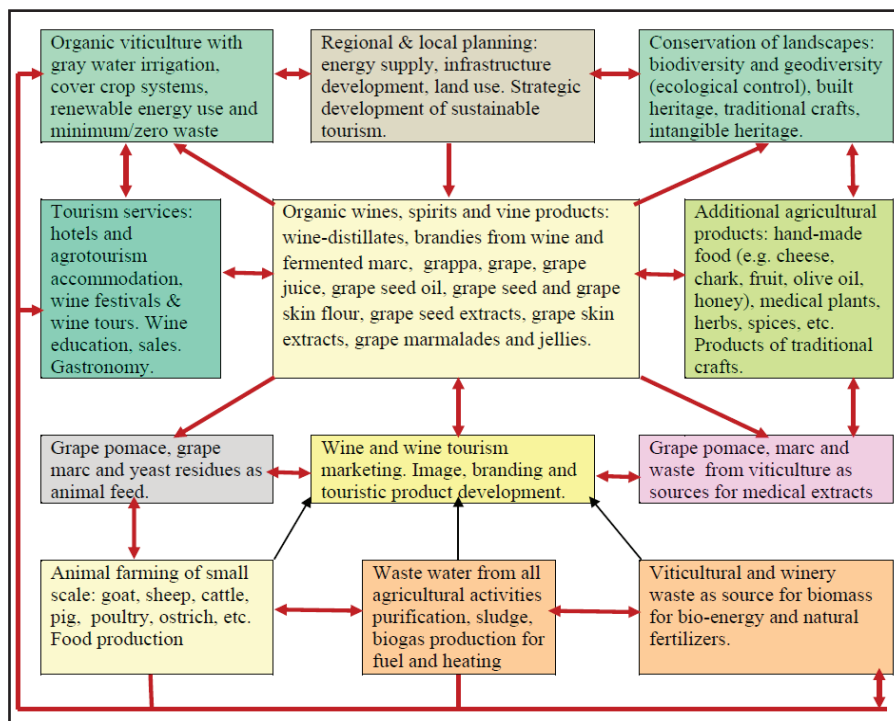 Organic viticulture with
gray water irrigation,
cover crop systems,
renewable energy use and
minimum/zero waste
Regional & local planning:
energy supply, infrastructure
development, land use. Strategic
development of sustainable
tourism.
Conservation of landscapes:
biodiversity and geodiversity
(ecological control), built
heritage, traditional crafts,
intangible heritage.
Tourism services:
hotels and
agrotourism
accommodation,
wine festivals &
wine tours. Wine
education, sales.
Gastronomy.
Organic wines, spirits and vine products:
wine-distillates, brandies from wine and
fermented marc, grappa, grape, grape
juice, grape seed oil, grape seed and grape
skin flour, grape seed extracts, grape skin
extracts, grape marmalades and jellies.
Additional agricultural
products: hand-made
food (e.g. cheese,
chark, fruit, olive oil,
honey), medical plants,
herbs, spices, etc.
Products of traditional
crafts.
Grape pomace, grape
marc and yeast residues as
animal feed.
Wine and wine tourism
marketing. Image, branding and
touristic product development.
Grape pomace, marc and
waste from viticulture as
sources for medical extracts
Animal farming of small
scale: goat, sheep, cattle,
pig, poultry, ostrich, etc.
Food production
Waste water from all
agricultural activities
purification, sludge,
biogas production for
fuel and heating
Viticultural and winery
waste as source for biomass
for bio-energy and natural
fertilizers.